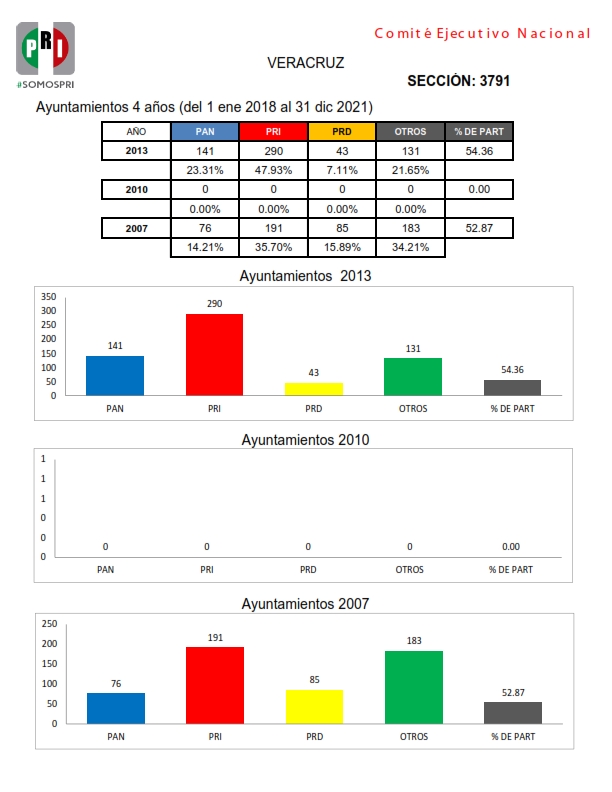 PRI
#SOMOSPRI
Comité Ejecutivo Nacional
VERACRUZ
SECCIÓN: 3791
Ayuntamientos 4 años (del 1 ene 2018 al 31 dic 2021)
AÑO PAN PRI PRD OTROS % DE PART
2013 141 290 43 131 54.36
23.31% 47.93% 7.11% 21.65%
2010 0 0 0 0 0.00
0.00% 0.00% 0.00% 0.00%
2007 76 191 85 183 52.87
14.21% 35.70% 15.89% 34.21%
Ayuntamientos 2013
350
300
250
200
150
100
50
0
141 290 43 131 54.36
PAN PRI PRD OTROS % DE PART
Ayuntamientos 2010
1
1
1
0
0
0
0 0 0 0 0.00
PAN PRI PRD OTROS % DE PART
Ayuntamientos 2007
250
200
150
100
50
0
76 191 85 183 52.87
PAN PRI PRD OTROS % DE PART